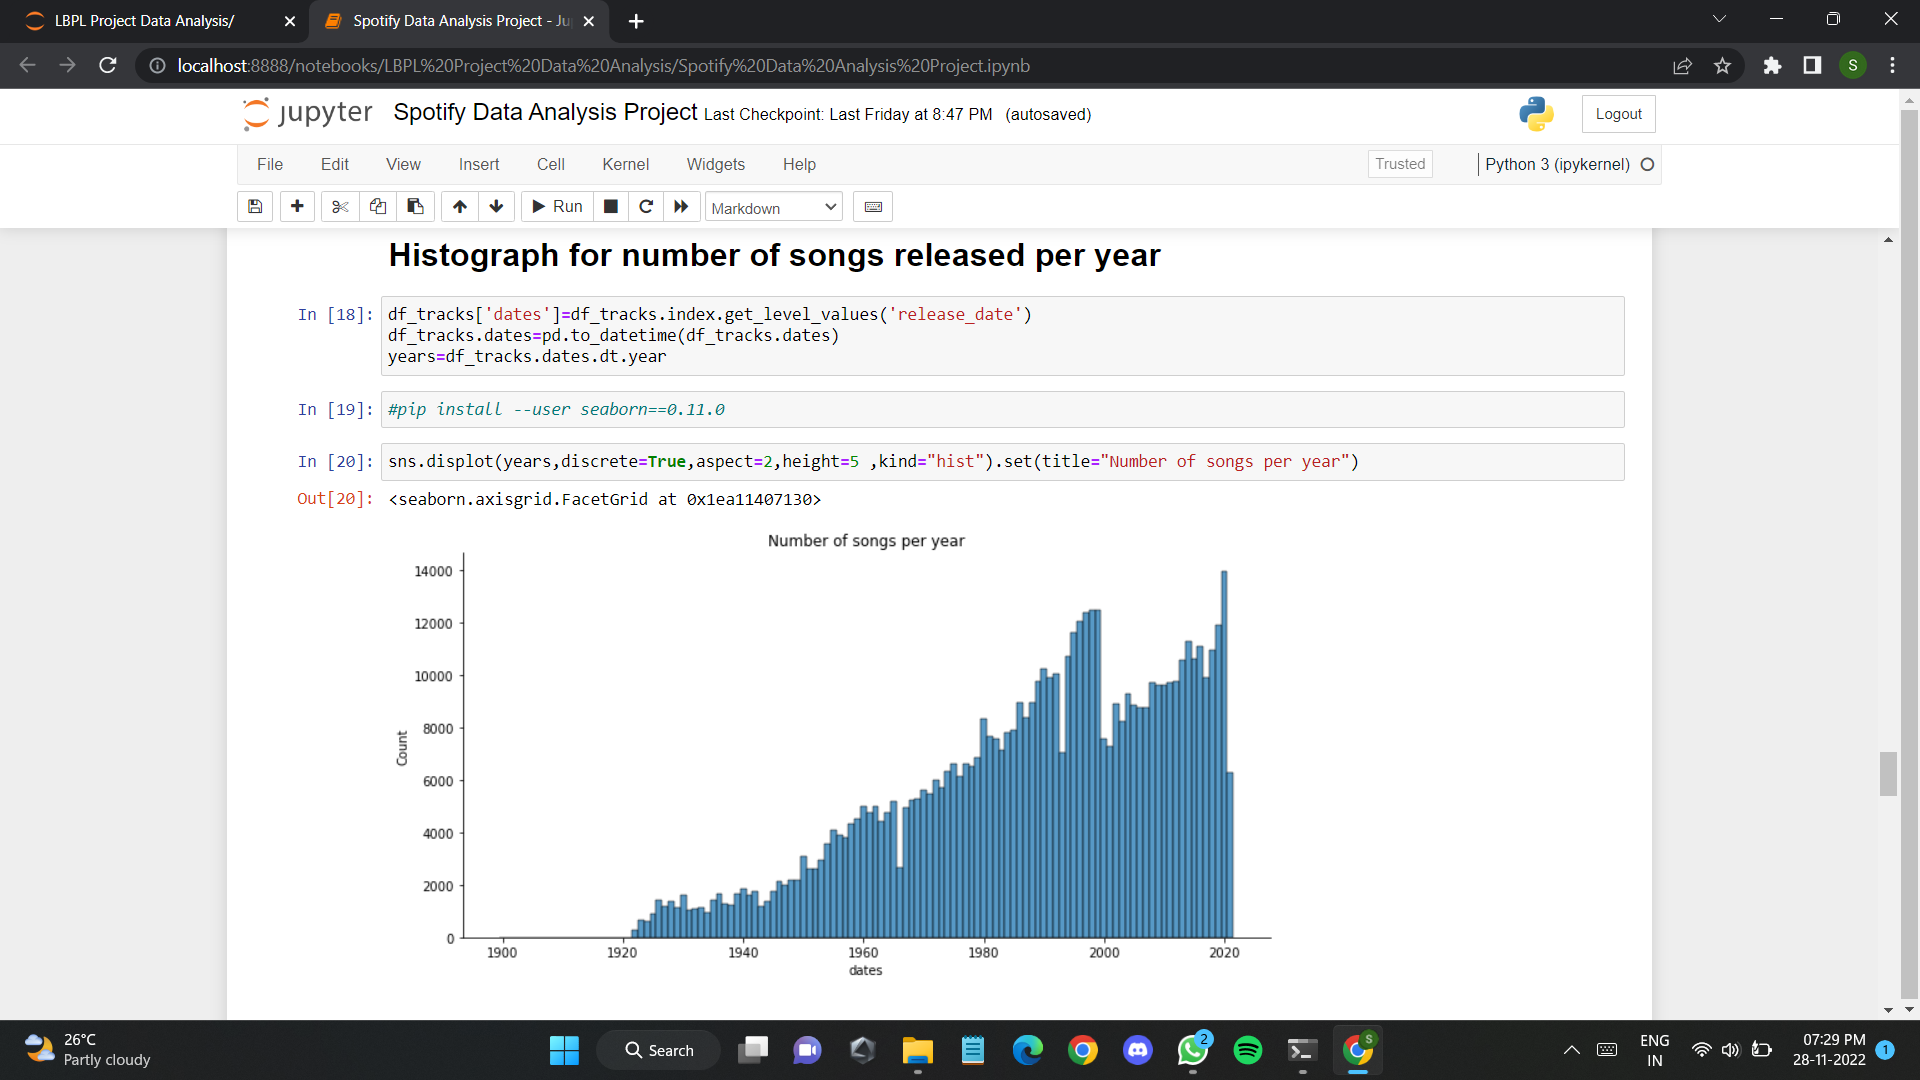 LBPL Project Data Analysis/
Spotify Data Analysis Project - Ju
localhost:8888/notebooks/LBPL%20Project%20Data%20Analysis/Spotify%20Data%20Analysis%20Project.ipynb
S
jupyter Spotify Data Analysis Project Last Checkpoint: Last Friday at 8:47 PM (autosaved)
Logout
File Edit View Insert Cell Kernel Widgets Help
Trusted
Python 3 (ipykernel)
Run
Markdown
Histograph for number of songs released per year
In [18]: df_tracks['dates']=df_tracks.index.get_level_values('release_date')
df_tracks.dates=pd.to_datetime(df_tracks.dates)
years=df_tracks.dates.dt.year
In [19]: #pip install --user seaborn==0.11.0
In [20]: sns.displot(years,discrete=True,aspect=2,height=5 ,kind="hist").set(title="Number of songs per year")
Out[20]: <seaborn.axisgrid.FacetGrid at 0x1ea11407130>
Number of songs per year
14000
12000
10000
8000
6000
4000
2000
0
Count
1900 1920 1940 1960 1980 2000 2020
dates
26°C
Partly cloudy
Search
2
S
ENG
IN
07:29 PM
28-11-2022
1